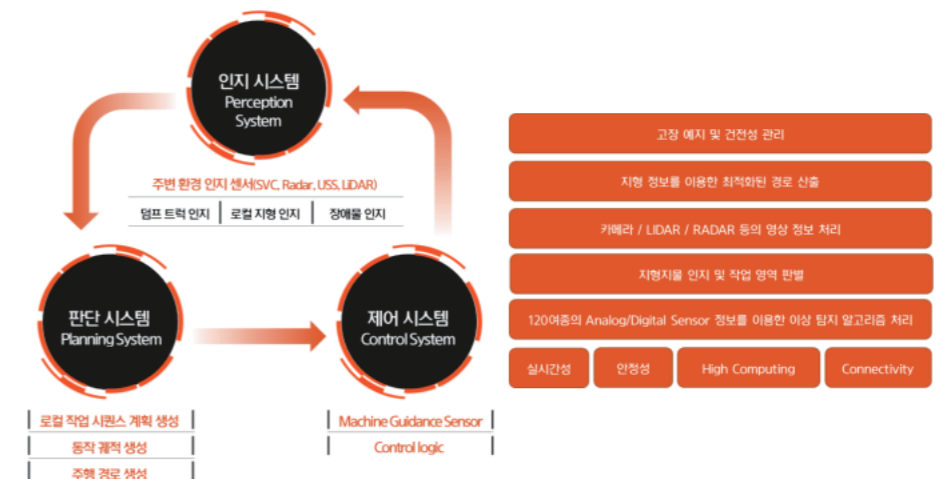 인지 시스템
Perception
System
주변 환경 인지 센서(SVC, Radar, USS, LiDAR)
덤프 트럭 인지 로컬 지형 인지 장애물 인지
판단 시스템
Planning System
제어 시스템
Control System
로컬 작업 시퀀스 계획 생성
동작 궤적 생성
주행 경로 생성
Machine Guidance Sensor
Control logic
고장 예지 및 건전성 관리
지형 정보를 이용한 최적화된 경로 산출
카메라 / LIDAR / RADAR 등의 영상 정보 처리
지형지물 인지 및 작업 영역 판별
120여종의 Analog/Digital Sensor 정보를 이용한 이상 탐지 알고리즘 처리
실시간성 안정성 High Computing Connectivity